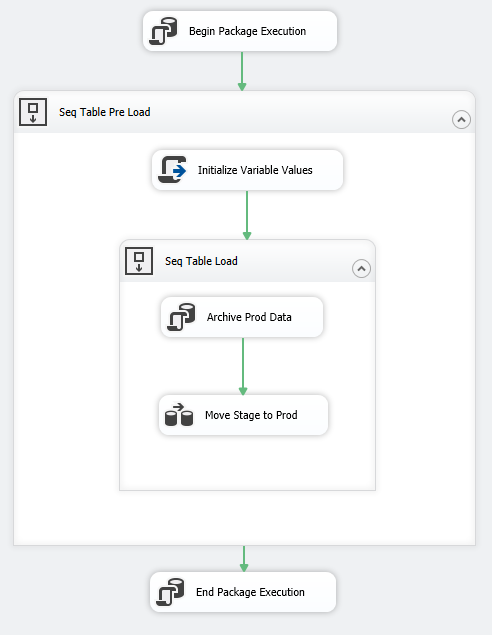 Begin Package Execution
Seq Table Pre Load
Initialize Variable Values
Seq Table Load
Archive Prod Data
Move Stage to Prod
End Package Execution